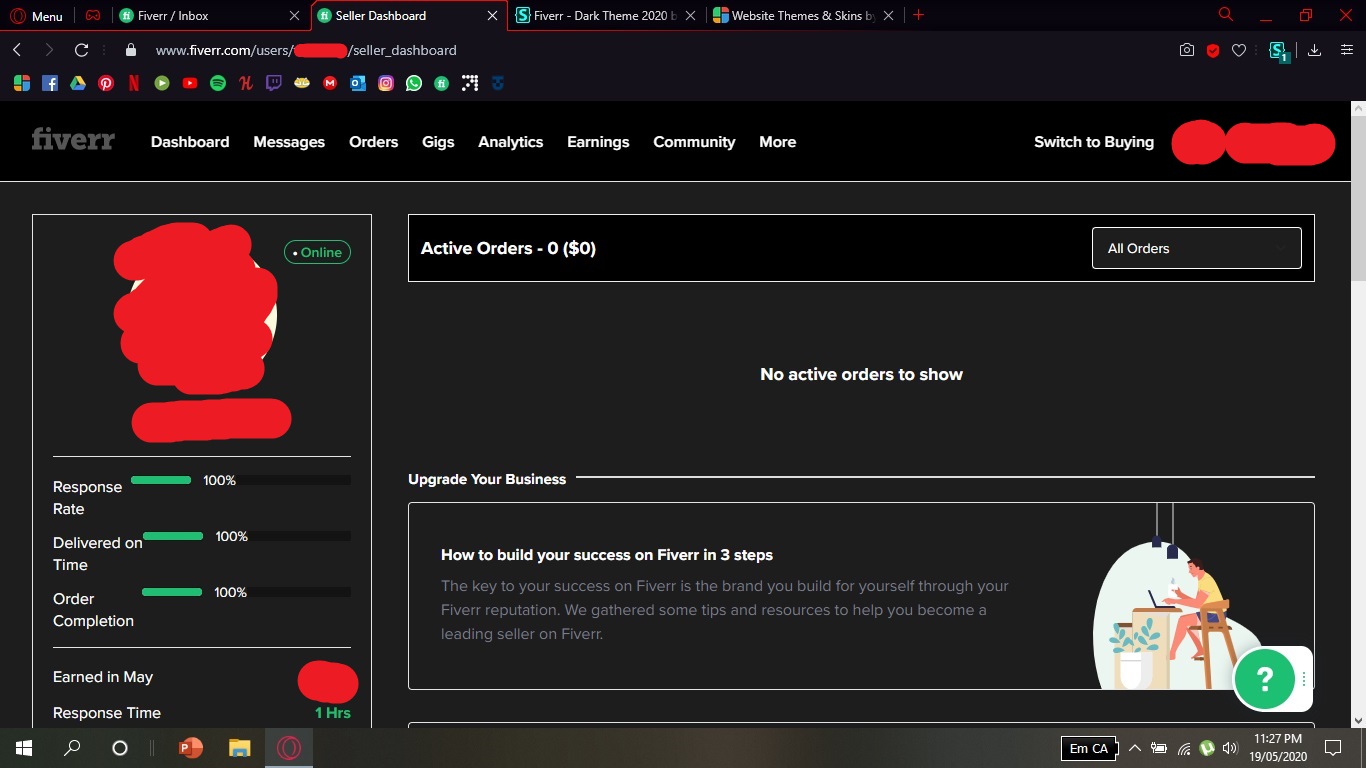 Menu
Fiverr / Inbox
Seller Dashboard
Fiverr - Dark Theme 2020 b
Website Themes & Skins by
www.fiverr.com/users/ /seller_dashboard
1
fiverr
Dashboard
Messages
Orders
Gigs
Analytics
Earnings
Community
More
Switch to Buying
Online
Response
Rate
100%
Delivered on
Time
100%
Order
Completion
100%
Earned in May
Response Time
1 Hrs
Active Orders - 0 ($0)
All Orders
No active orders to show
Upgrade Your Business
How to build your success on Fiverr in 3 steps
The key to your success on Fiverr is the brand you build for yourself through your
Fiverr reputation. We gathered some tips and resources to help you become a
leading seller on Fiverr.
?
Em CA
11:27 PM
19/05/2020